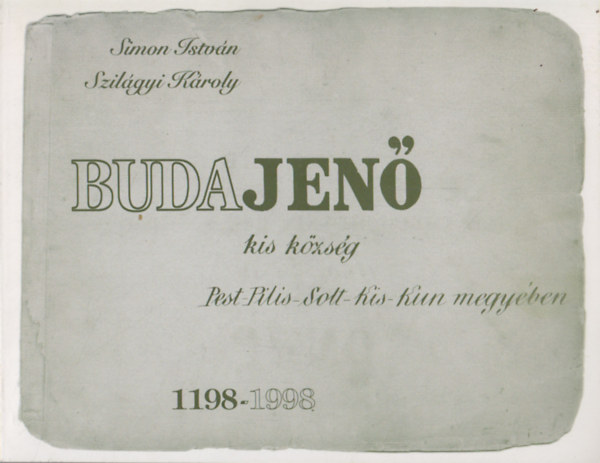 Simon István
Szilágyi Károly
BUDAJENŐ
kis község
Pest-Pilis-Solt-Kis-Kun megyében
1198-1998